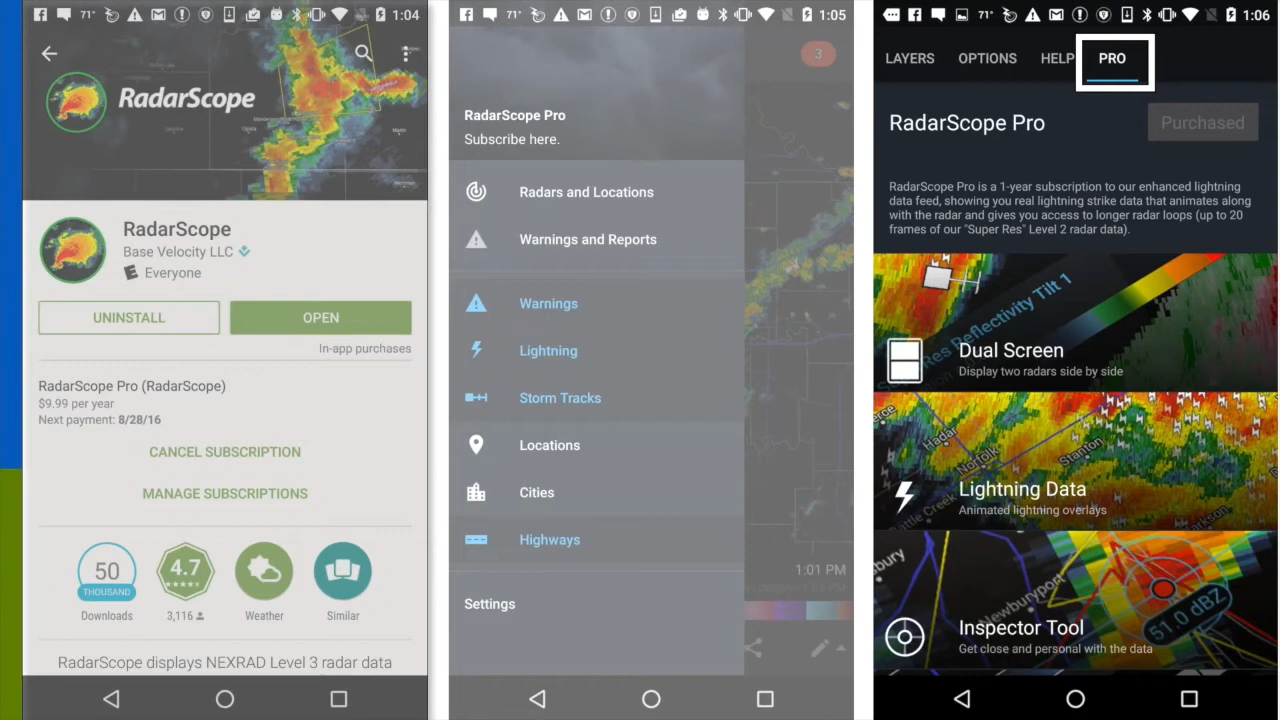 71° 1:04
RadarScope
RadarScope
Base Velocity LLC
Everyone
UNINSTALL
OPEN
In-app purchases
RadarScope Pro (RadarScope)
$9.99 per year
Next payment: 8/28/16
CANCEL SUBSCRIPTION
MANAGE SUBSCRIPTIONS
50
THOUSAND
4.7
Downloads
3,116
Weather
Similar
RadarScope displays NEXRAD Level 3 radar data
71° 1:05
3
RadarScope Pro
Subscribe here.
Radars and Locations
Warnings and Reports
Warnings
Lightning
Storm Tracks
Locations
Cities
Highways
1:01 PM
Settings
71° 1:06
LAYERS OPTIONS HELP PRO
RadarScope Pro
Purchased
RadarScope Pro is a 1-year subscription to our enhanced lightning
data feed, showing you real lightning strike data that animates along
with the radar and gives you access to longer radar loops (up to 20
frames of our "Super Res" Level 2 radar data).
Res Reflectivity Tilt 1
Dual Screen
Display two radars side by side
Hadar
Norfolk
Stanton
Lightning Data
Animated lightning overlays
Battle Creek
Newburyport
51.0 dBZ
Inspector Tool
Get close and personal with the data